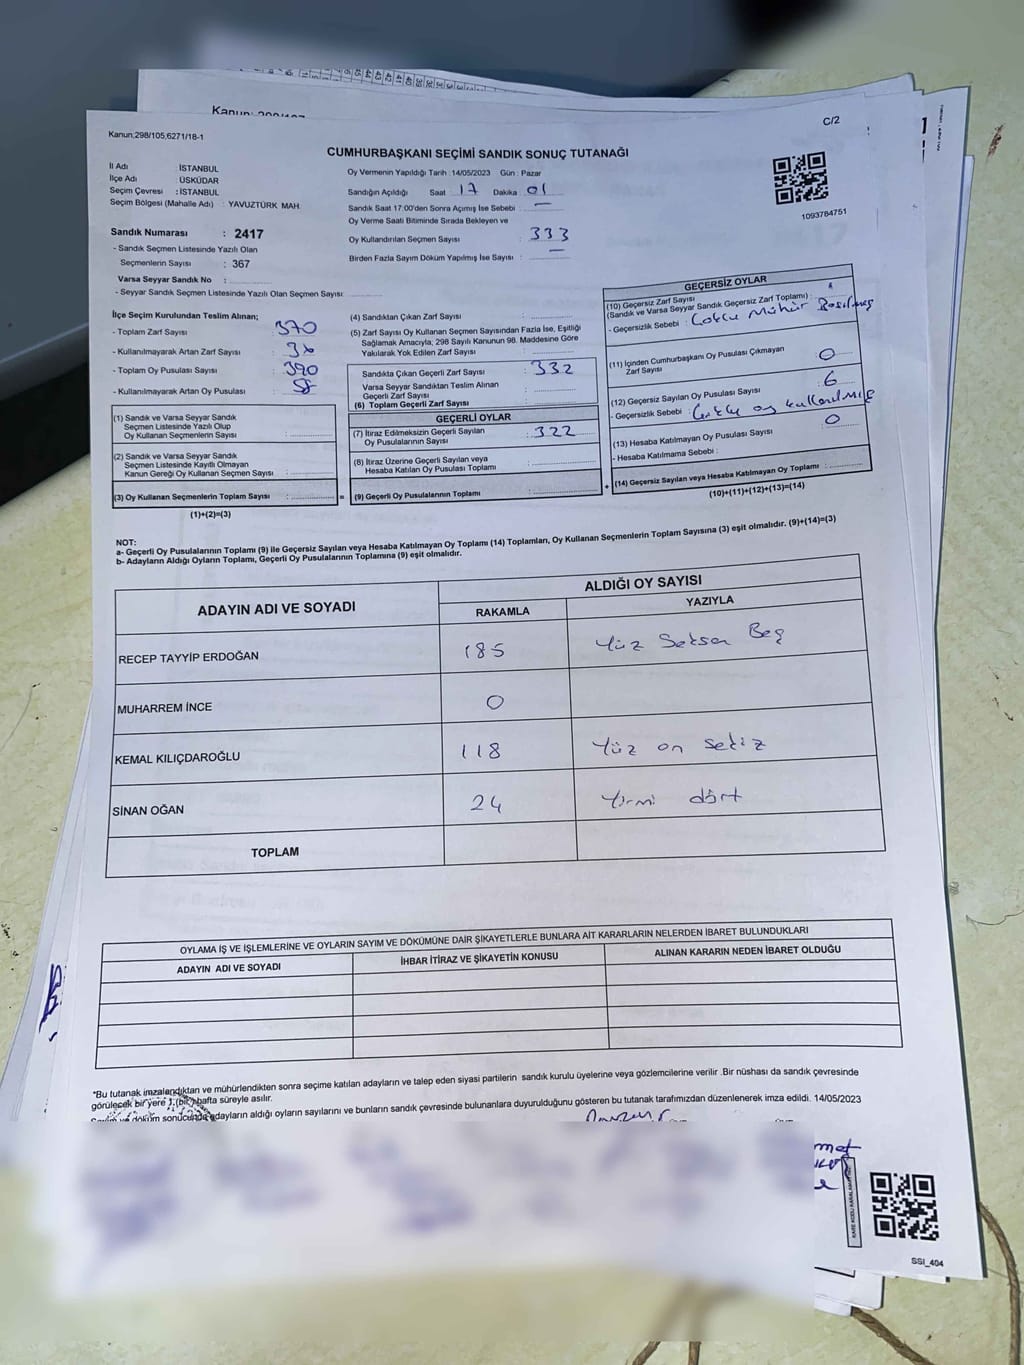 Kanun;298/105,6271/18-1
C/2
CUMHURBAŞKANI SEÇİMİ SANDIK SONUÇ TUTANAĞI
İl Adı : İSTANBUL
İlçe Adı : ÜSKÜDAR
Seçim Çevresi : İSTANBUL
Seçim Bölgesi (Mahalle Adı) : YAVUZTÜRK MAH.
Sandık Numarası : 2417
- Sandık Seçmen Listesinde Yazılı Olan
Seçmenlerin Sayısı : 367
Varsa Seyyar Sandık No :
- Seyyar Sandık Seçmen Listesinde Yazılı Olan Seçmen Sayısı:
Oy Vermenin Yapıldığı Tarih :14/05/2023 Gün : Pazar
Sandığın Açıldığı Saat 17 Dakika 01
Sandık Saat 17:00'den Sonra Açımış İse Sebebi : —
Oy Verme Saati Bitiminde Sırada Bekleyen ve
Oy Kullandırılan Seçmen Sayısı : 333
Birden Fazla Sayım Döküm Yapılmış İse Sayısı : —
1093784751
İlçe Seçim Kurulundan Teslim Alınan;
- Toplam Zarf Sayısı : 370
- Kullanılmayarak Artan Zarf Sayısı :
- Toplam Oy Pusulası Sayısı : 390
- Kullanılmayarak Artan Oy Pusulası : 58
(1) Sandık ve Varsa Seyyar Sandık
Seçmen Listesinde Yazılı Olup
Oy Kullanan Seçmenlerin Sayısı :
(2) Sandık ve Varsa Seyyar Sandık
Seçmen Listesinde Kayıtlı Olmayan
Kanun Gereği Oy Kullanan Seçmen Sayısı :
(3) Oy Kullanan Seçmenlerin Toplam Sayısı : =
(1)+(2)=(3)
(4) Sandıktan Çıkan Zarf Sayısı :
(5) Zarf Sayısı Oy Kullanan Seçmen Sayısından Fazla İse, Eşitliği
Sağlamak Amacıyla; 298 Sayılı Kanunun 98. Maddesine Göre
Yakılarak Yok Edilen Zarf Sayısı :
Sandıkta Çıkan Geçerli Zarf Sayısı : 332
Varsa Seyyar Sandıktan Teslim Alınan
Geçerli Zarf Sayısı :
(6) Toplam Geçerli Zarf Sayısı
GEÇERLİ OYLAR
(7) İtiraz Edilmeksizin Geçerli Sayılan
Oy Pusulalarının Sayısı : 322
(8) İtiraz Üzerine Geçerli Sayılan veya
Hesaba Katılan Oy Pusulası Toplamı :
(9) Geçerli Oy Pusulalarının Toplamı : +
GEÇERSİZ OYLAR
(10) Geçersiz Zarf Sayısı
(Sandık ve Varsa Seyyar Sandık Geçersiz Zarf Toplamı) :
- Geçersizlik Sebebi : Çoklu Mühür Basılmış
(11) İçinden Cumhurbaşkanı Oy Pusulası Çıkmayan
Zarf Sayısı : 0
(12) Geçersiz Sayılan Oy Pusulası Sayısı : 6
- Geçersizlik Sebebi : Çoklu oy kullanılmış
(13) Hesaba Katılmayan Oy Pusulası Sayısı : 0
- Hesaba Katılmama Sebebi :
(14) Geçersiz Sayılan veya Hesaba Katılmayan Oy Toplamı :
(10)+(11)+(12)+(13)=(14)
NOT:
a- Geçerli Oy Pusulalarının Toplamı (9) ile Geçersiz Sayılan veya Hesaba Katılmayan Oy Toplamı (14) Toplamları, Oy Kullanan Seçmenlerin Toplam Sayısına (3) eşit olmalıdır. (9)+(14)=(3)
b- Adayların Aldığı Oyların Toplamı, Geçerli Oy Pusulalarının Toplamına (9) eşit olmalıdır.
ADAYIN ADI VE SOYADI
ALDIĞI OY SAYISI
RAKAMLA YAZIYLA
RECEP TAYYİP ERDOĞAN 185 Yüz Seksen Beş
MUHARREM İNCE 0
KEMAL KILIÇDAROĞLU 118 Yüz on sekiz
SİNAN OĞAN 24 Yirmi dört
TOPLAM
OYLAMA İŞ VE İŞLEMLERİNE VE OYLARIN SAYIM VE DÖKÜMÜNE DAİR ŞİKAYETLERLE BUNLARA AİT KARARLARIN NELERDEN İBARET BULUNDUKLARI
ADAYIN ADI VE SOYADI İHBAR İTİRAZ VE ŞİKAYETİN KONUSU ALINAN KARARIN NEDEN İBARET OLDUĞU
*Bu tutanak imzalandıktan ve mühürlendikten sonra seçime katılan adayların ve talep eden siyasi partilerin sandık kurulu üyelerine veya gözlemcilerine verilir .Bir nüshası da sandık çevresinde
görülecek bir yere 1.(bir) hafta süreyle asılır.
Sayım ve döküm sonucunda adayların aldığı oyların sayılarını ve bunların sandık çevresinde bulunanlara duyurulduğunu gösteren bu tutanak tarafımızdan düzenlenerek imza edildi. 14/05/2023
SSI_404